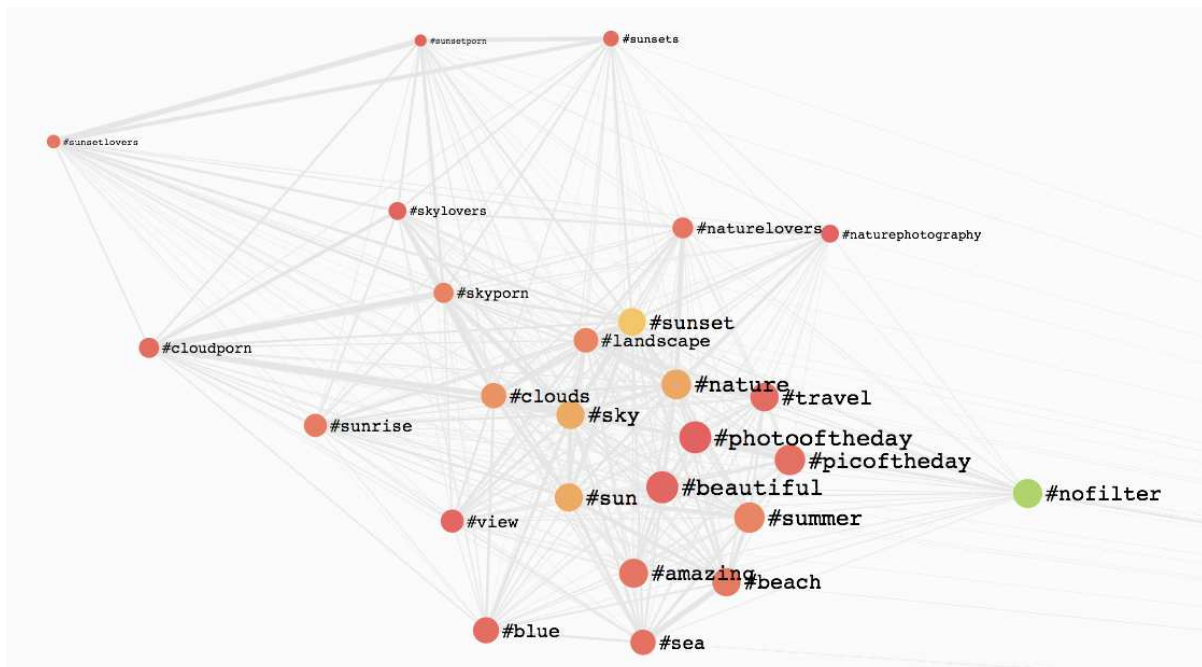 #sunsetporn
#sunsets
#sunsetlovers
#skylovers
#naturelovers
#naturephotography
#skyporn
#sunset
#landscape
#cloudporn
#nature
#clouds
#travel
#sky
#sunrise
#photooftheday
#picoftheday
#beautiful
#nofilter
#sun
#summer
#view
#amazing
#beach
#blue
#sea